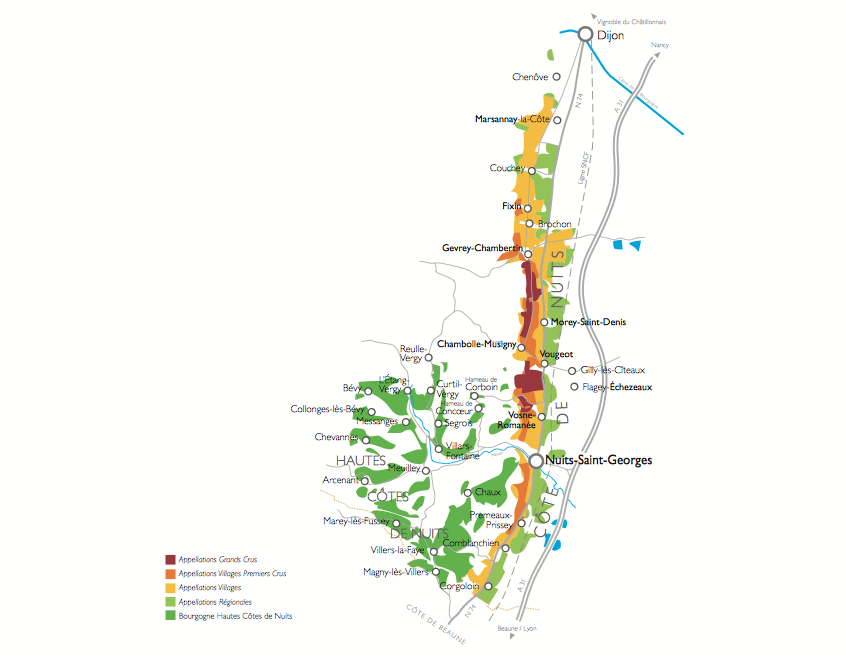 Vignoble du Châtillonnais
Dijon
Nancy
Chenôve
N 74
A 31
Marsannay-la-Côte
Ligne SNCF
Couchey
Fixin
Brochon
Gevrey-Chambertin
NUITS
Morey-Saint-Denis
Chambolle-Musigny
Vougeot
Reulle-
Vergy
Gilly-lès-Cîteaux
Flagey-Échezeaux
L'Étang-
Vergy
Bévy
Curtil-
Vergy
Hameau de
Corboin
Hameau de
Concœur
Collonges-lès-Bévy
Messanges
Segrois
Vosne-
Romanée
DE
Chevannes
Villars-
Fontaine
HAUTES
Meuilley
Nuits-Saint-Georges
Arcenant
CÔTES
Chaux
CÔTE
Marey-lès-Fussey
DE NUITS
Premeaux-
Prissey
Comblanchien
Villers-la-Faye
Magny-lès-Villers
Corgoloin
A 31
N 74
CÔTE DE BEAUNE
Beaune / Lyon
Appellations Grands Crus
Appellations Villages Premiers Crus
Appellations Villages
Appellations Régionales
Bourgogne Hautes Côtes de Nuits